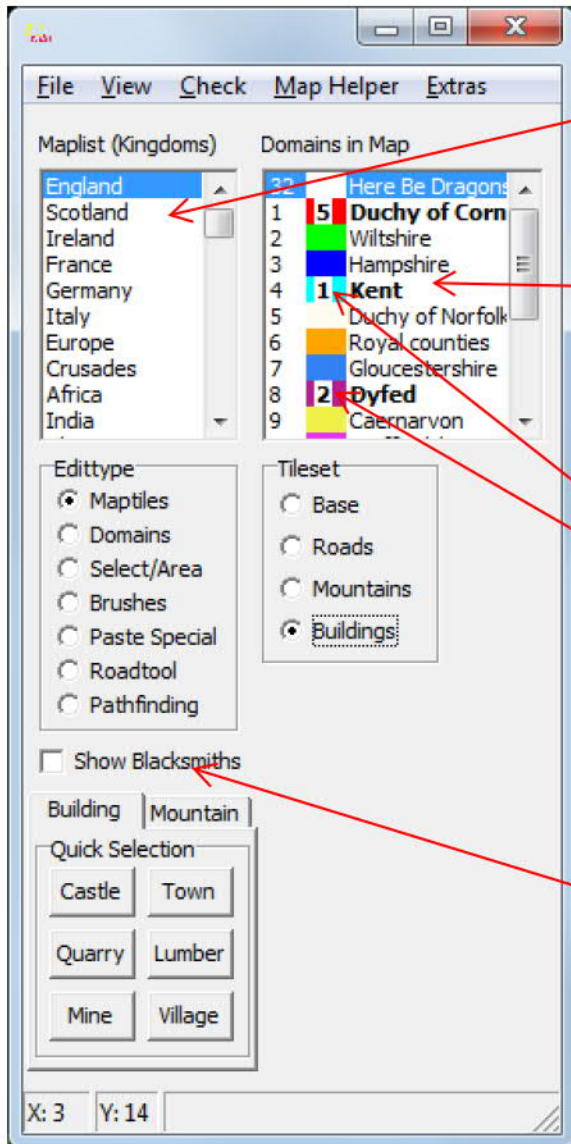 File View Check Map Helper Extras
Maplist (Kingdoms)
England
Scotland
Ireland
France
Germany
Italy
Europe
Crusades
Africa
India
Domains in Map
32 Here Be Dragons
1 5 Duchy of Corn
2 Wiltshire
3 Hampshire
4 1 Kent
5 Duchy of Norfolk
6 Royal counties
7 Gloucestershire
8 2 Dyfed
9 Caernarvon
Edittype
Maptiles
Domains
Select/Area
Brushes
Paste Special
Roadtool
Pathfinding
Tileset
Base
Roads
Mountains
Buildings
Show Blacksmiths
Building Mountain
Quick Selection
Castle Town
Quarry Lumber
Mine Village
X: 3 Y: 14